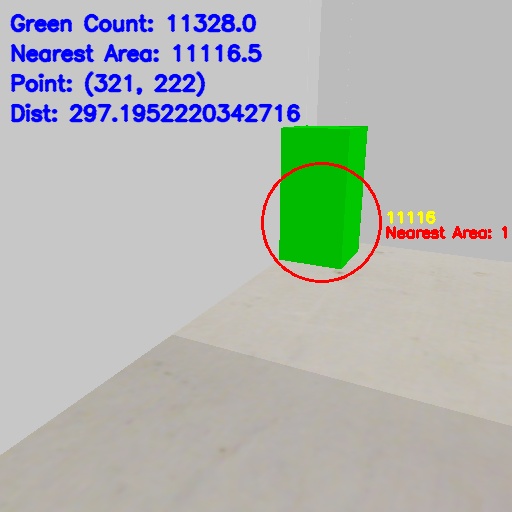 Green Count: 11328.0
Nearest Area: 11116.5
Point: (321, 222)
Dist: 297.1952220342716
11116
Nearest Area: 1